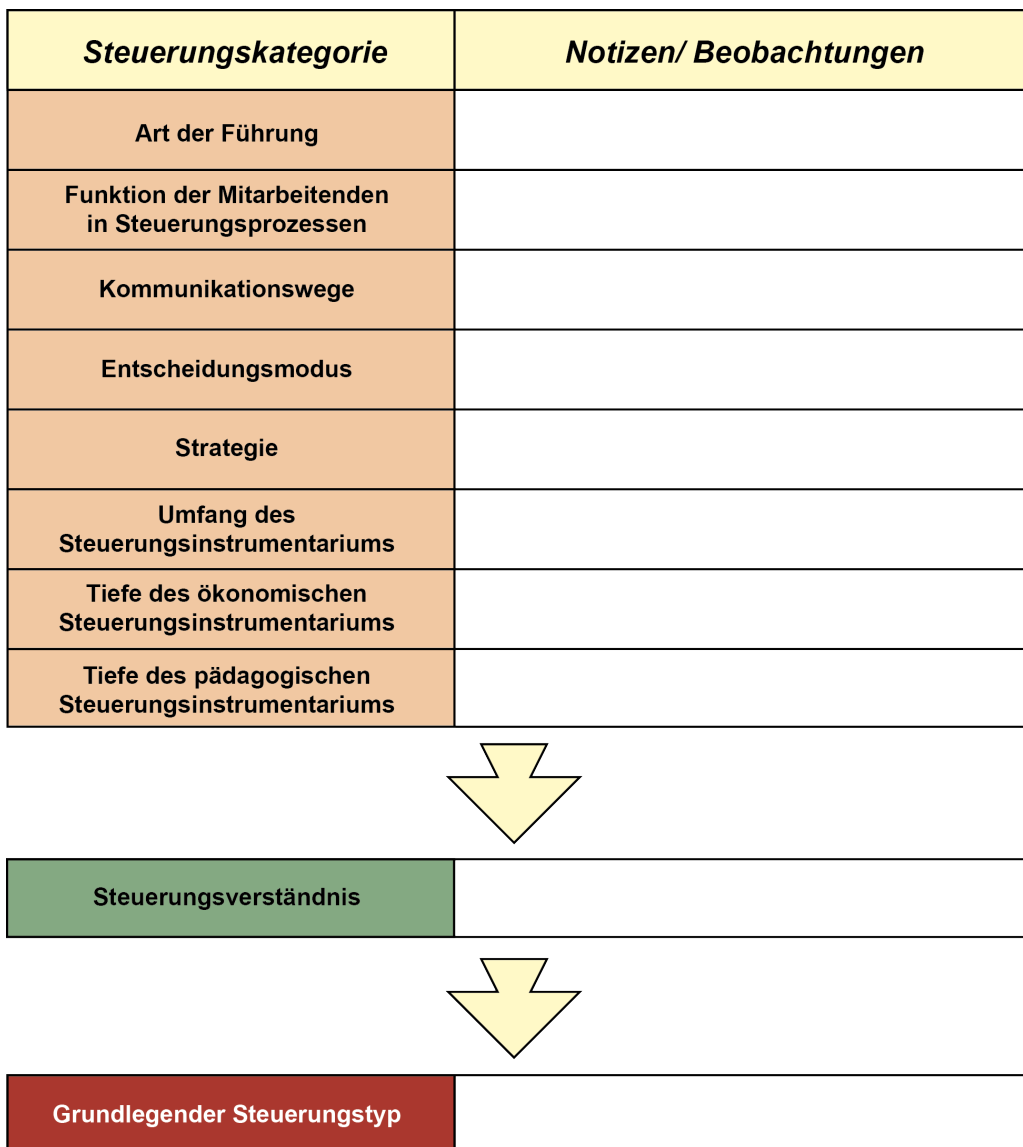 Steuerungskategorie
Notizen/ Beobachtungen
Art der Führung
Funktion der Mitarbeitenden
in Steuerungsprozessen
Kommunikationswege
Entscheidungsmodus
Strategie
Umfang des
Steuerungsinstrumentariums
Tiefe des ökonomischen
Steuerungsinstrumentariums
Tiefe des pädagogischen
Steuerungsinstrumentariums
Steuerungsverständnis
Grundlegender Steuerungstyp